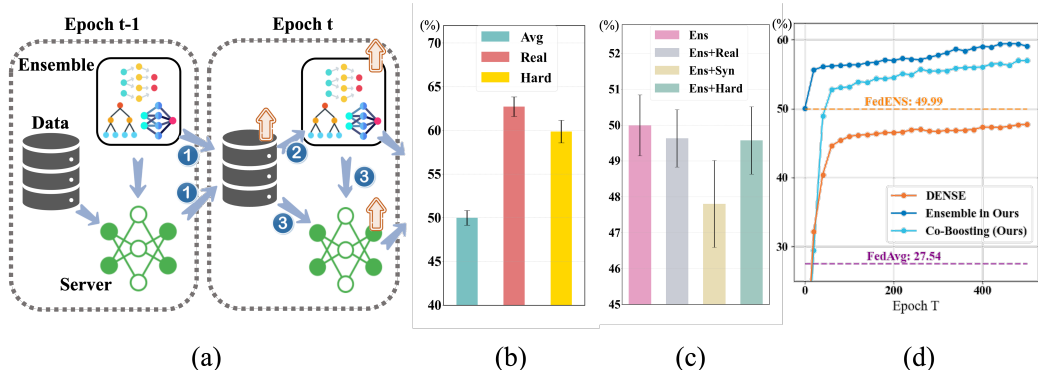 Epoch t-1
Epoch t
Ensemble
Data
Server
1
1
2
3
3
(a)
(%)
70
65
60
55
50
45
40
Avg
Real
Hard
(b)
(%)
52
51
50
49
48
47
46
45
Ens
Ens+Real
Ens+Syn
Ens+Hard
(c)
(%)
60
50
40
30
FedENS: 49.99
DENSE
Ensemble in Ours
Co-Boosting (Ours)
FedAvg: 27.54
0
200
400
Epoch T
(d)